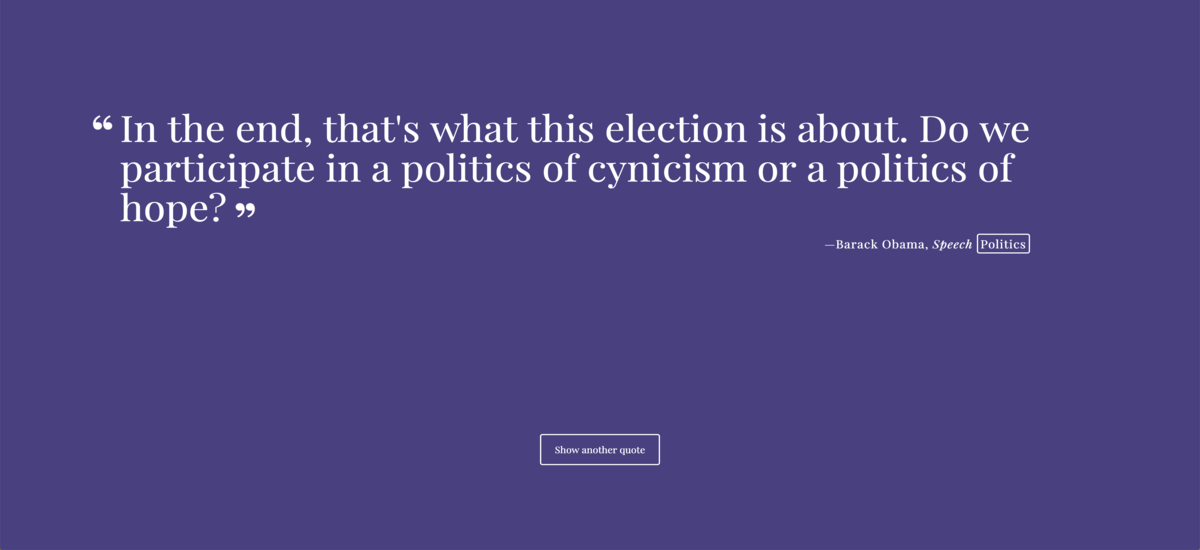 “In the end, that's what this election is about. Do we
participate in a politics of cynicism or a politics of
hope?”
—Barack Obama, Speech Politics
Show another quote